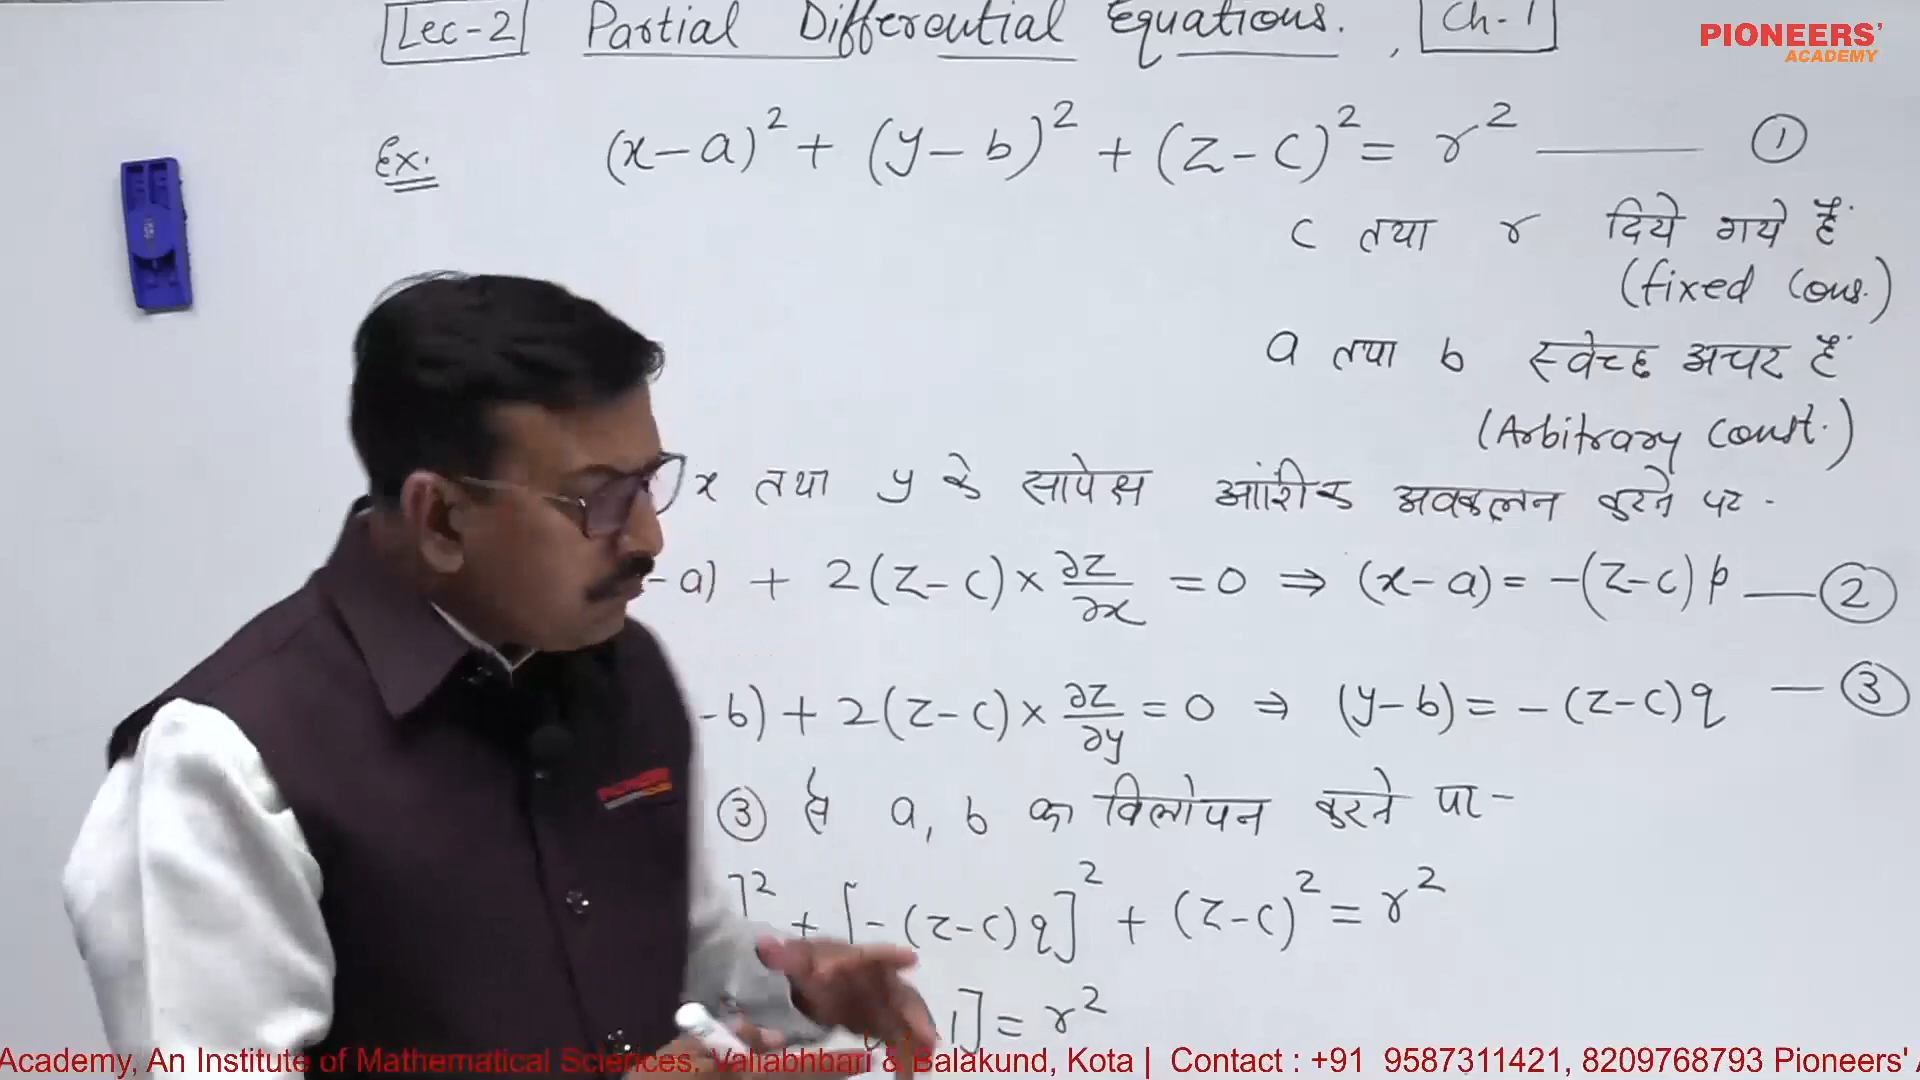 Lec-2 Partial Differential Equations. , Ch-1
PIONEERS'
ACADEMY
Ex. (x-a)² + (y-b)² + (z-c)² = r² —— ①
c तथा r दिये गये हैं
(fixed Cons.)
a तथा b स्वेच्छ अचर हैं
(Arbitrary Const.)
x तथा y के सापेक्ष आंशिक अवकलन करने पर -
-a) + 2(z-c)×∂z/∂x = 0 ⇒ (x-a) = -(z-c)p — ②
-b) + 2(z-c)×∂z/∂y = 0 ⇒ (y-b) = -(z-c)q — ③
③ से a, b का विलोपन करने पर -
]² + [-(z-c)q]² + (z-c)² = r²
1] = r²
Academy, An Institute of Mathematical Sciences, Vallabhbari & Balakund, Kota | Contact : +91 9587311421, 8209768793 Pioneers'